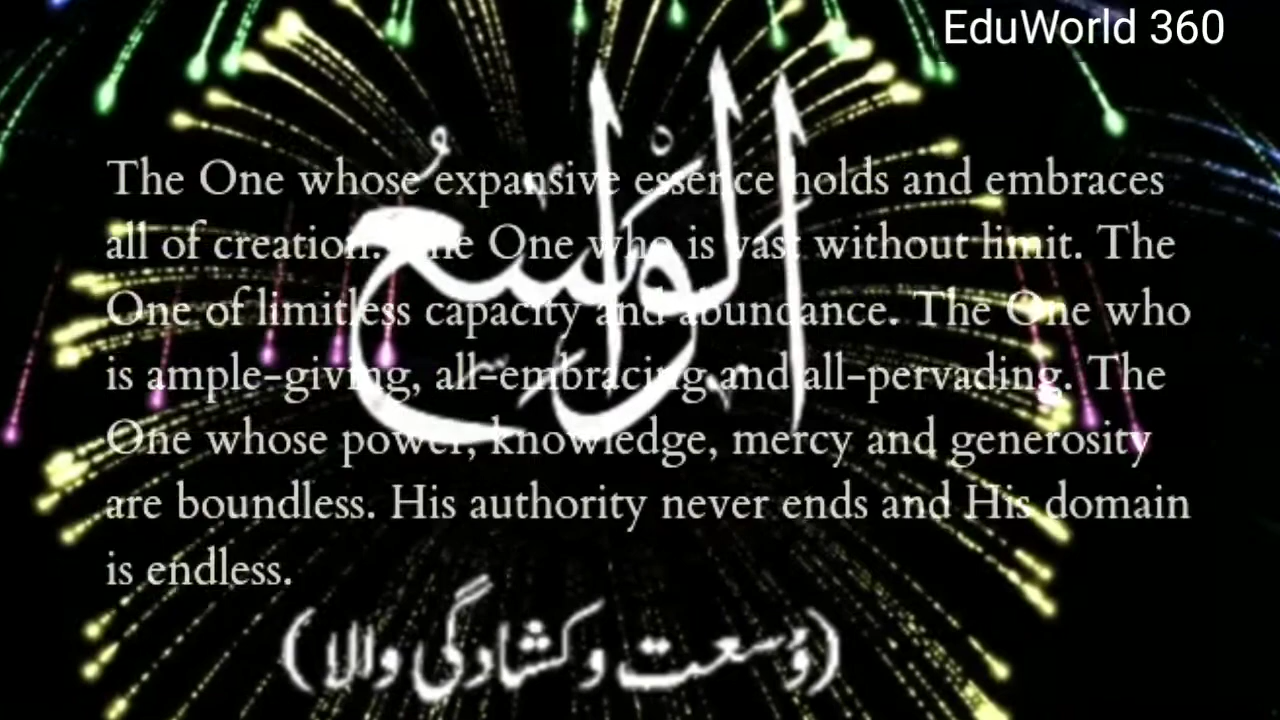 EduWorld 360
الْوَاسِعُ
The One whose expansive essence holds and embraces
all of creation. The One who is vast without limit. The
One of limitless capacity and abundance. The One who
is ample-giving, all-embracing and all-pervading. The
One whose power, knowledge, mercy and generosity
are boundless. His authority never ends and His domain
is endless.
(وُسعت و کشادگی والا)